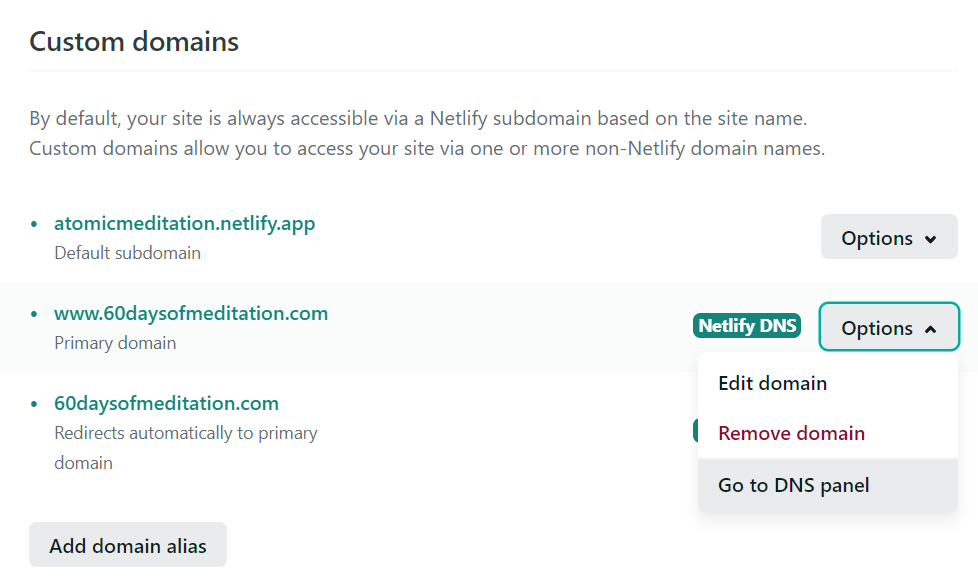 Custom domains
By default, your site is always accessible via a Netlify subdomain based on the site name.
Custom domains allow you to access your site via one or more non-Netlify domain names.
• atomicmeditation.netlify.app
Default subdomain
Options
• www.60daysofmeditation.com
Primary domain
Netlify DNS
Options
Edit domain
Remove domain
Go to DNS panel
• 60daysofmeditation.com
Redirects automatically to primary
domain
Add domain alias